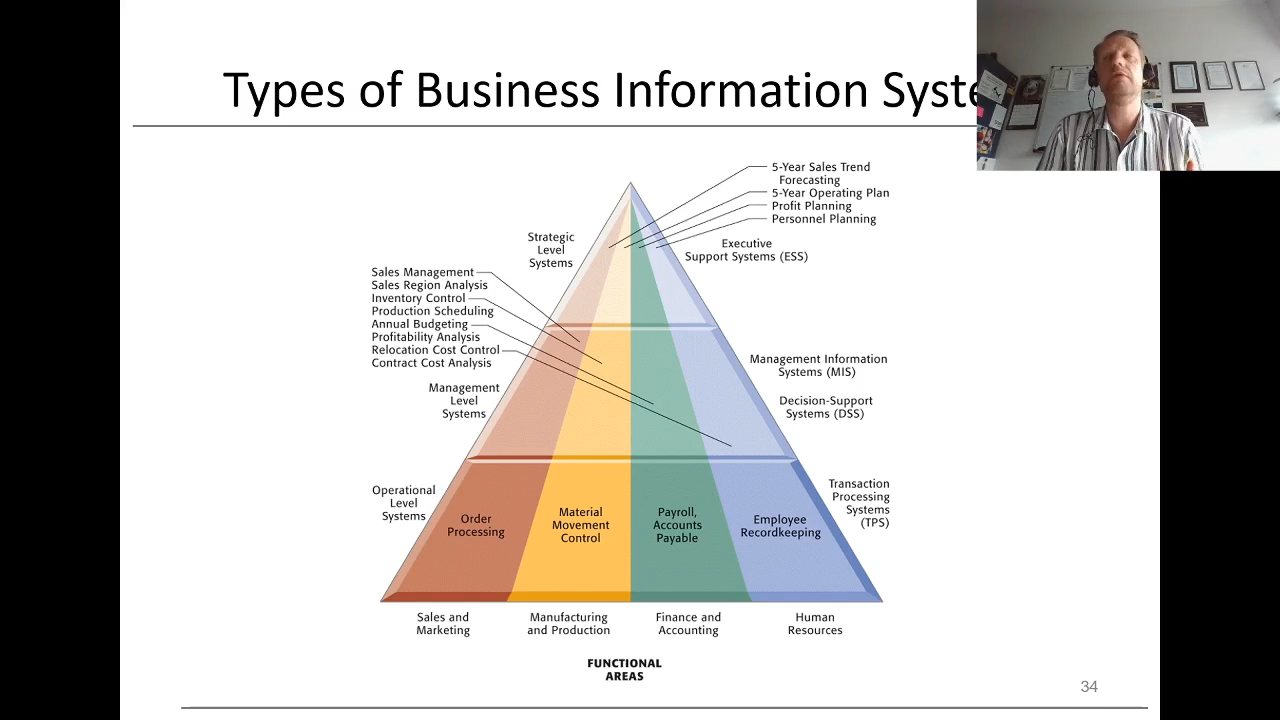 Types of Business Information Syste
5-Year Sales Trend
Forecasting
5-Year Operating Plan
Profit Planning
Personnel Planning
Strategic
Level
Systems
Executive
Support Systems (ESS)
Sales Management
Sales Region Analysis
Inventory Control
Production Scheduling
Annual Budgeting
Profitability Analysis
Relocation Cost Control
Contract Cost Analysis
Management Information
Systems (MIS)
Management
Level
Systems
Decision-Support
Systems (DSS)
Operational
Level
Systems
Order
Processing
Material
Movement
Control
Payroll,
Accounts
Payable
Employee
Recordkeeping
Transaction
Processing
Systems
(TPS)
Sales and
Marketing
Manufacturing
and Production
Finance and
Accounting
Human
Resources
FUNCTIONAL
AREAS
34